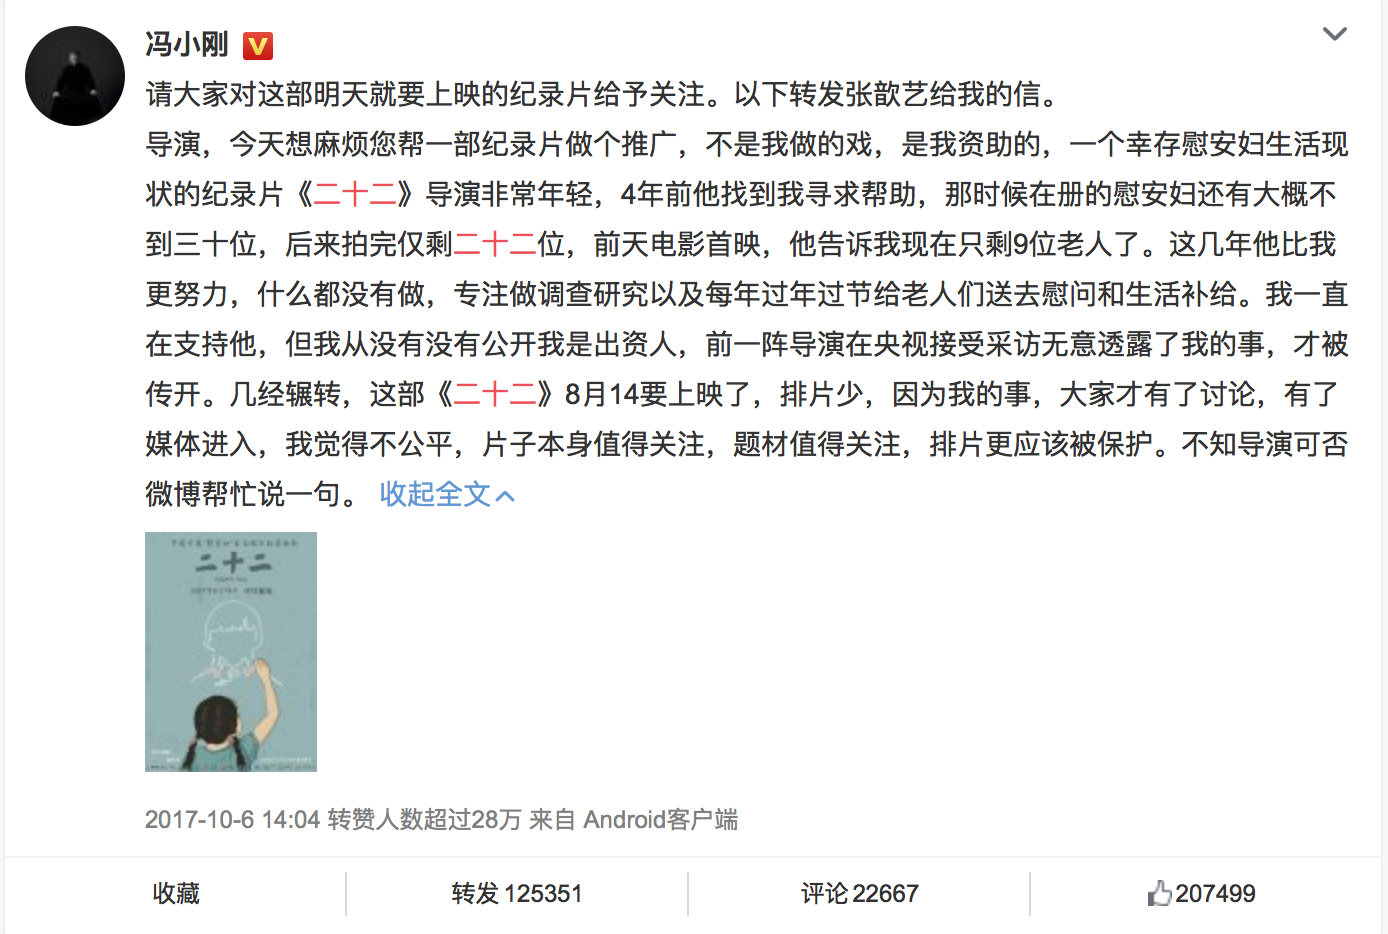 冯小刚 V
请大家对这部明天就要上映的纪录片给予关注。以下转发张歆艺给我的信。
导演，今天想麻烦您帮一部纪录片做个推广，不是我做的戏，是我资助的，一个幸存慰安妇生活现
状的纪录片《二十二》导演非常年轻，4年前他找到我寻求帮助，那时候在册的慰安妇还有大概不
到三十位，后来拍完仅剩二十二位，前天电影首映，他告诉我现在只剩9位老人了。这几年他比我
更努力，什么都没有做，专注做调查研究以及每年过年过节给老人们送去慰问和生活补给。我一直
在支持他，但我从没有没有公开我是出资人，前一阵导演在央视接受采访无意透露了我的事，才被
传开。几经辗转，这部《二十二》8月14要上映了，排片少，因为我的事，大家才有了讨论，有了
媒体进入，我觉得不公平，片子本身值得关注，题材值得关注，排片更应该被保护。不知导演可否
微博帮忙说一句。 收起全文
二十二
2017-10-6 14:04 转赞人数超过28万 来自 Android客户端
收藏 转发 125351 评论 22667 207499